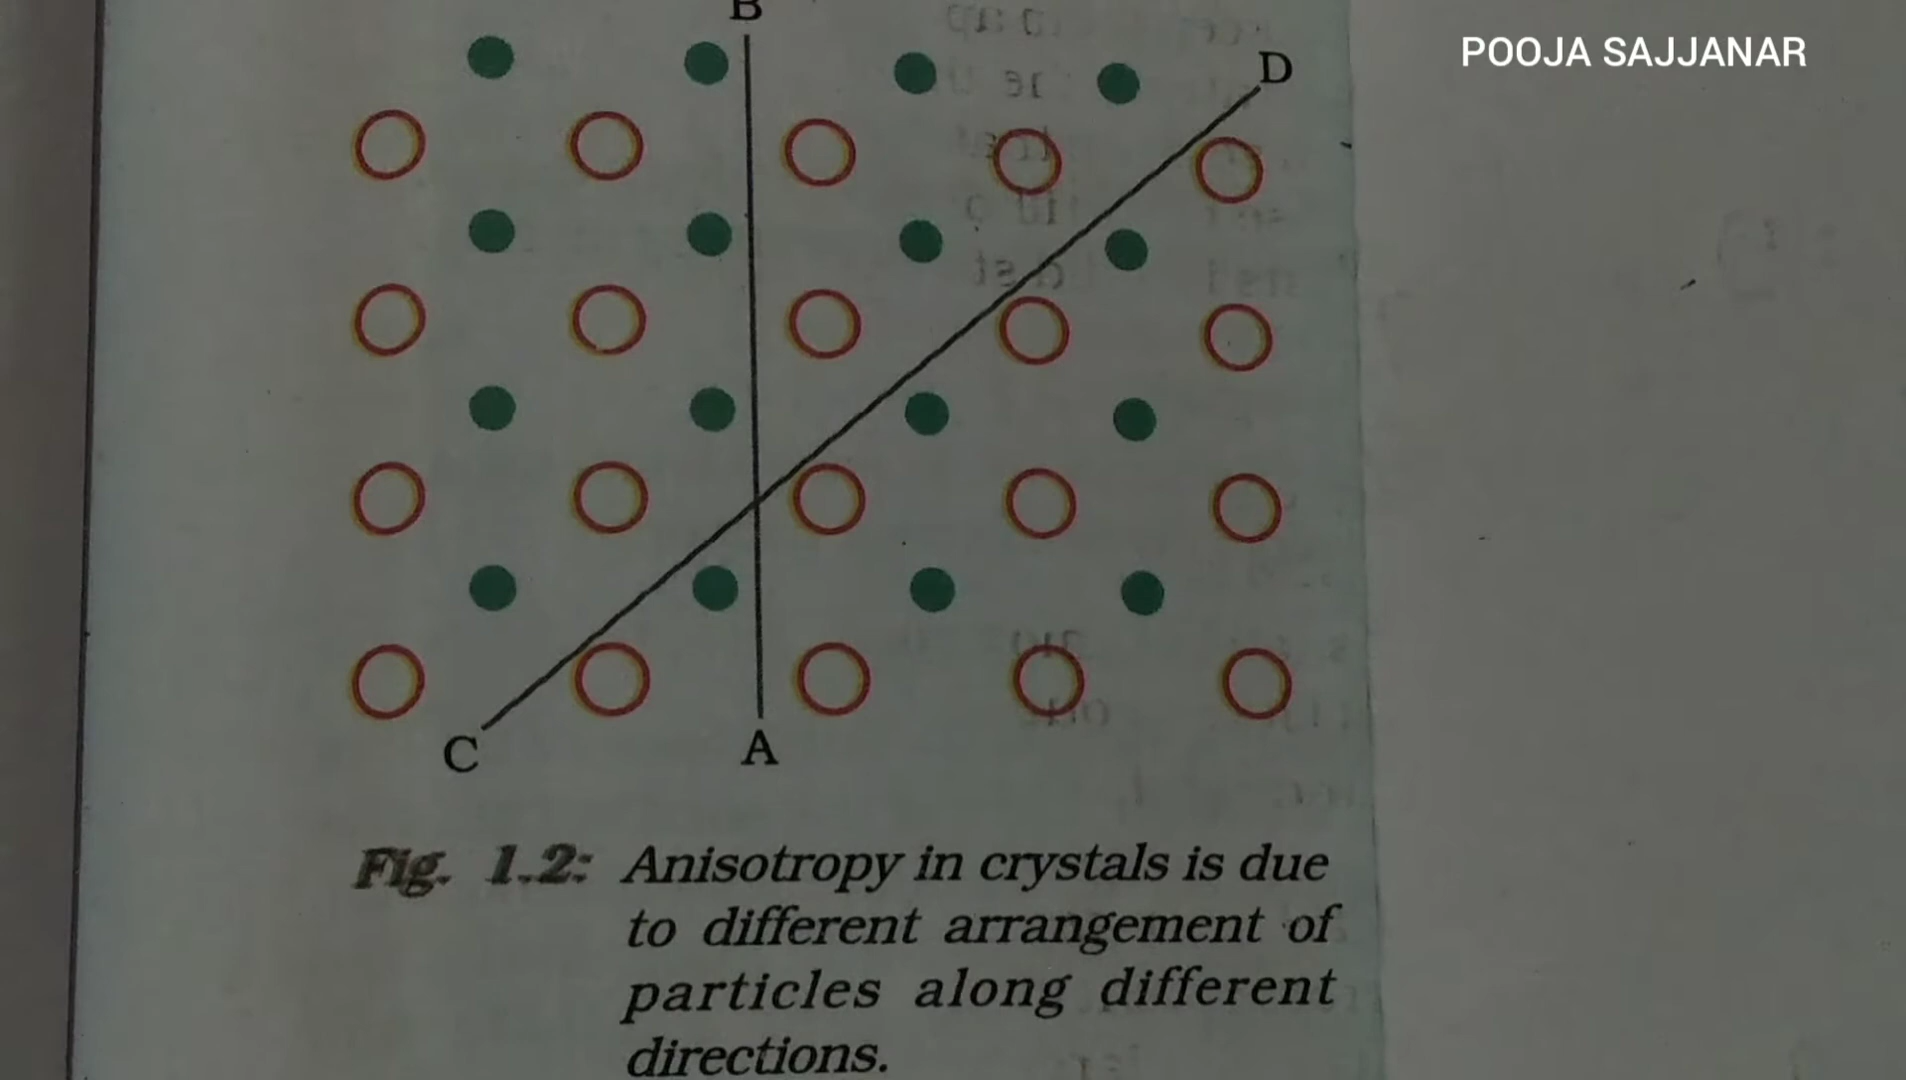 POOJA SAJJANAR
B
D
C
A
Fig. 1.2: Anisotropy in crystals is due
to different arrangement of
particles along different
directions.